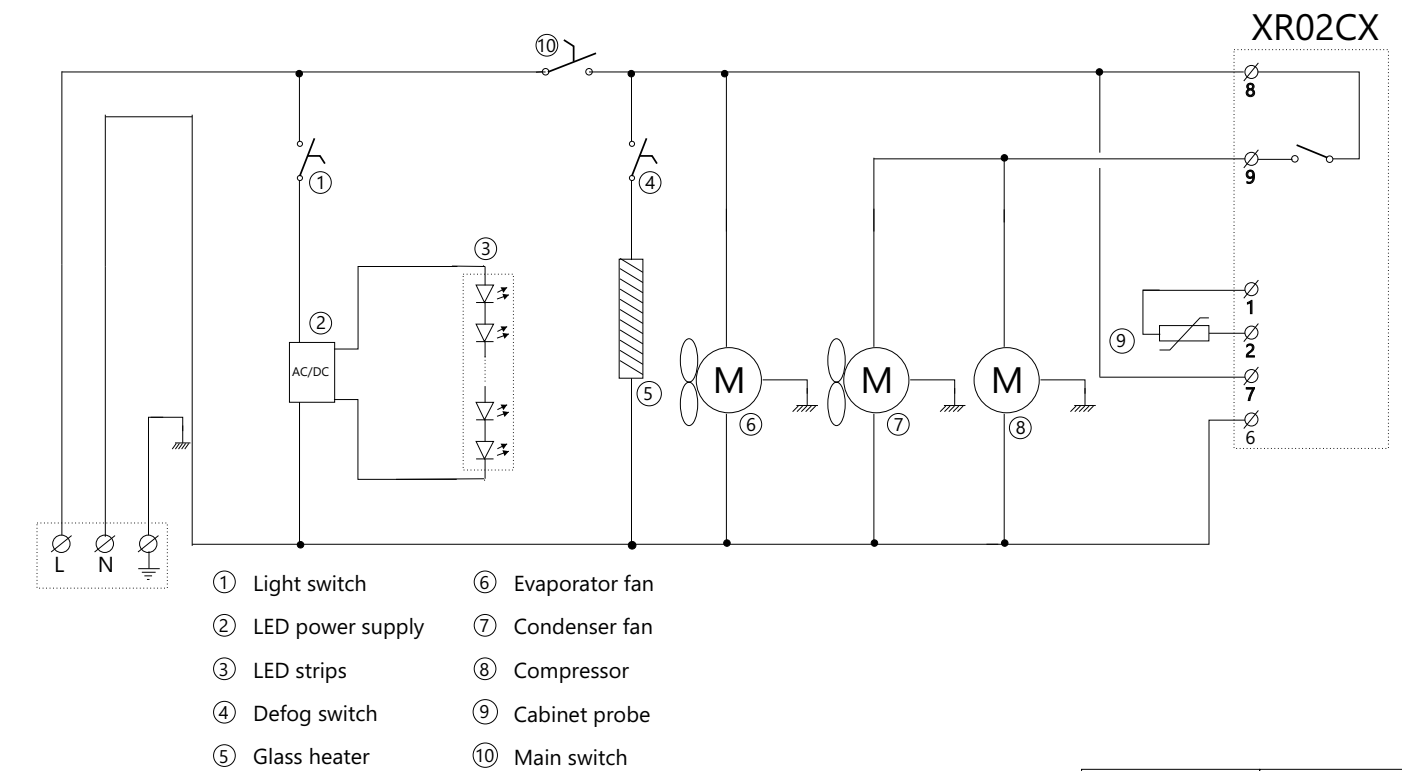 XR02CX
⑩
8
9
①
④
③
②
AC/DC
1
⑨
2
M
M
M
7
⑤
⑥
⑦
⑧
6
L
N
① Light switch
⑥ Evaporator fan
② LED power supply
⑦ Condenser fan
③ LED strips
⑧ Compressor
④ Defog switch
⑨ Cabinet probe
⑤ Glass heater
⑩ Main switch